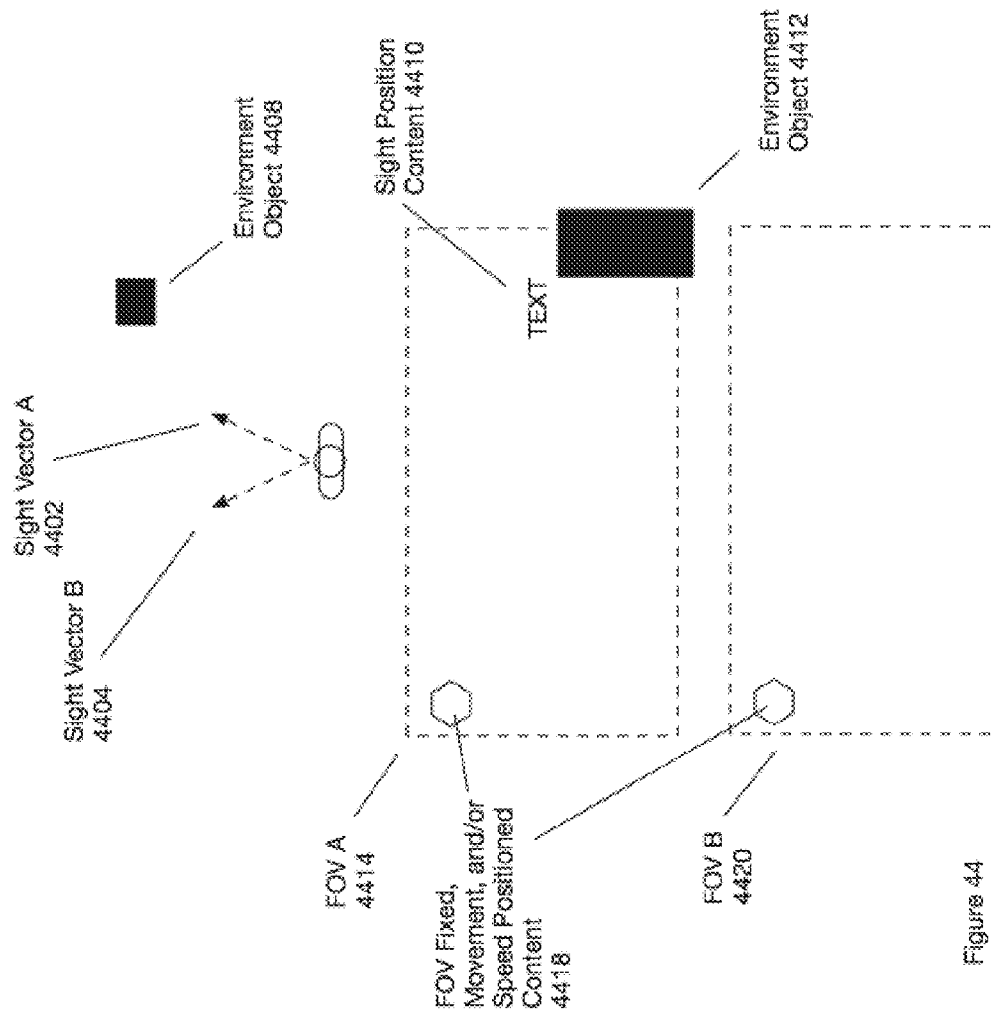 Sight Vector A
4402
Sight Vector B
4404
Environment
Object 4408
FOV A
4414
Sight Position
Content 4410
TEXT
FOV Fixed,
Movement, and/or
Speed Positioned
Content
4418
Environment
Object 4412
FOV B
4420
Figure 44